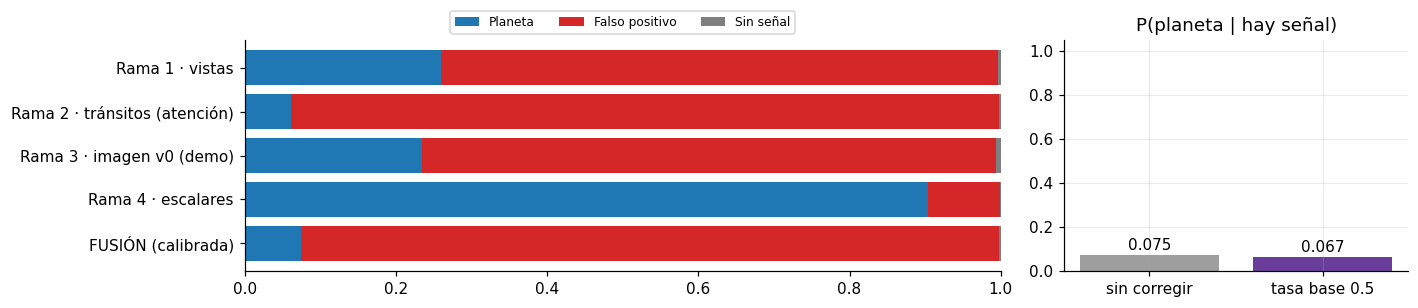 Planeta Falso positivo Sin señal
Rama 1 · vistas
Rama 2 · tránsitos (atención)
Rama 3 · imagen v0 (demo)
Rama 4 · escalares
FUSIÓN (calibrada)
0.0 0.2 0.4 0.6 0.8 1.0
P(planeta | hay señal)
1.0
0.8
0.6
0.4
0.2
0.0
0.075 0.067
sin corregir tasa base 0.5